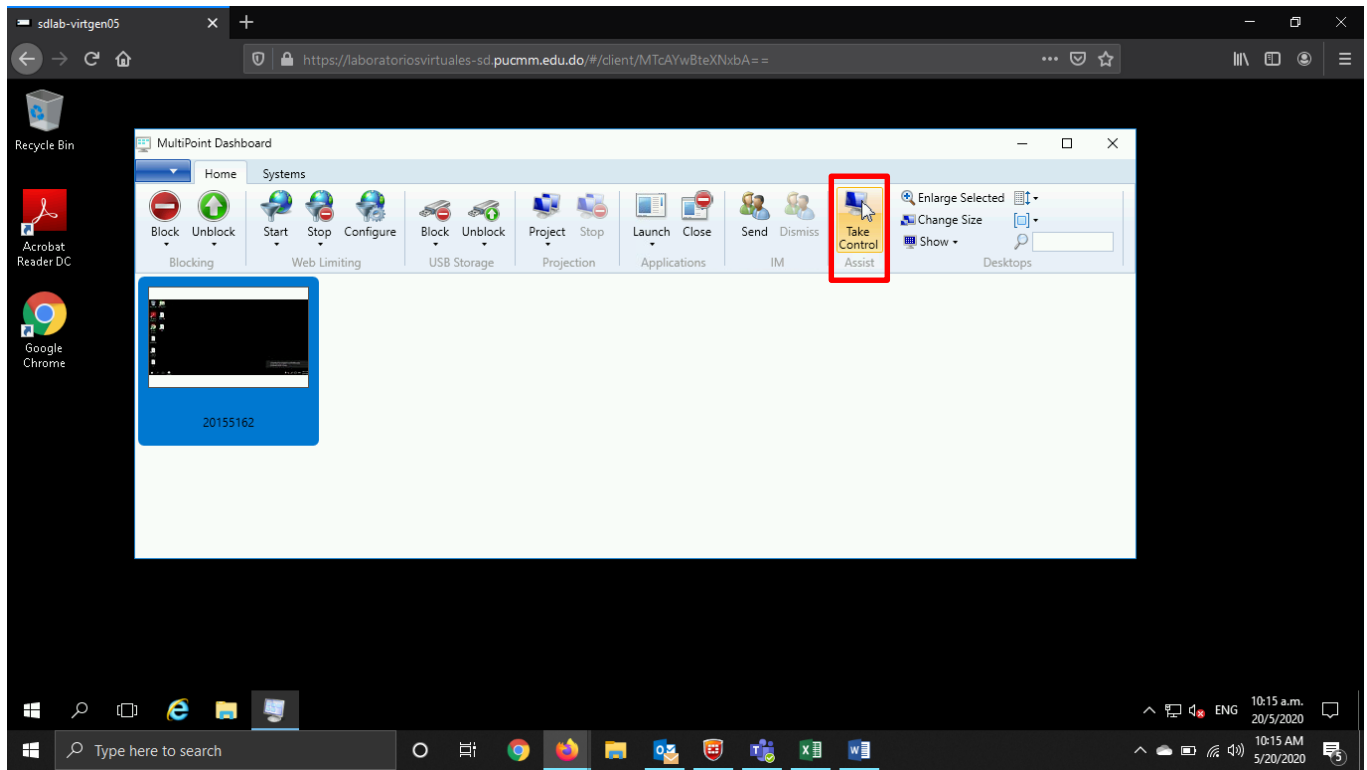 sdlab-virtgen05
https://laboratoriosvirtuales-sd.pucmm.edu.do/#/client/MTcAYwBteXNxbA==
Recycle Bin
Acrobat
Reader DC
Google
Chrome
MultiPoint Dashboard
Home Systems
Block Unblock Start Stop Configure Block Unblock Project Stop Launch Close Send Dismiss Take
Control
Enlarge Selected
Change Size
Show
Blocking Web Limiting USB Storage Projection Applications IM Assist Desktops
20155162
ENG 10:15 a.m.
20/5/2020
Type here to search
10:15 AM
5/20/2020
5